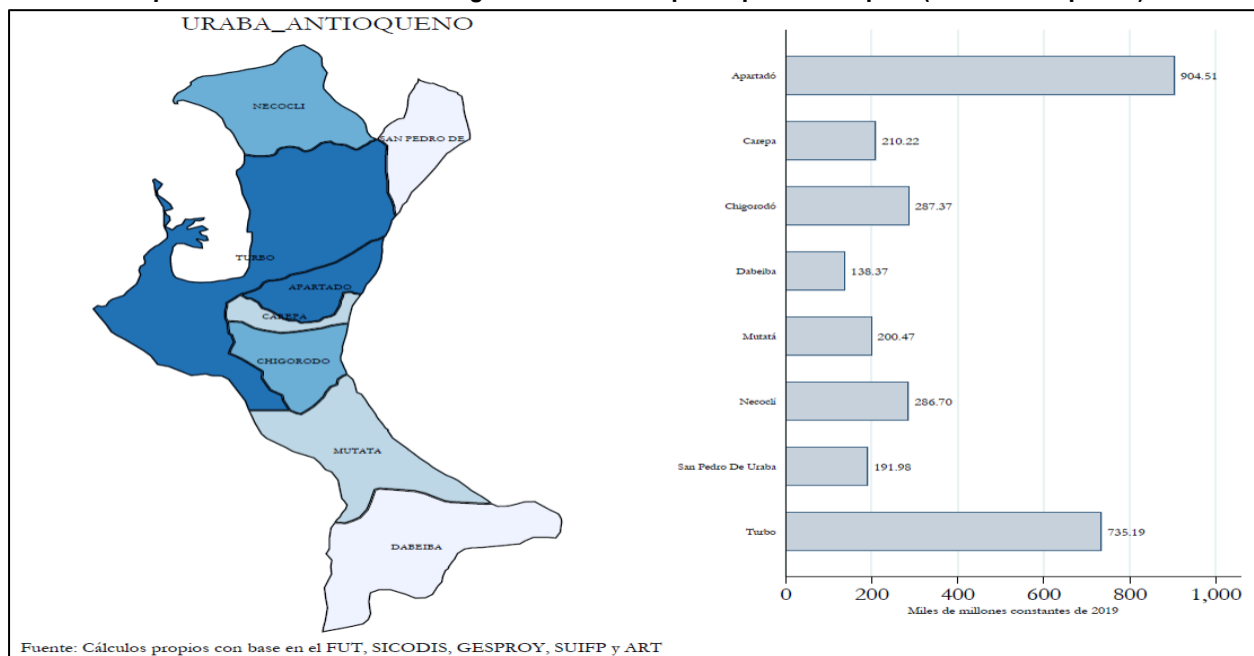 URABA_ANTIOQUENO
NECOCLI
SAN PEDRO DE
TURBO
APARTADO
CAREPA
CHIGORODO
MUTATA
DABEIBA
Apartadó 904.51
Carepa 210.22
Chigorodó 287.37
Dabeiba 138.37
Mutatá 200.47
Necoclí 286.70
San Pedro De Uraba 191.98
Turbo 735.19
0 200 400 600 800 1,000
Miles de millones constantes de 2019
Fuente: Cálculos propios con base en el FUT, SICODIS, GESPROY, SUIFP y ART